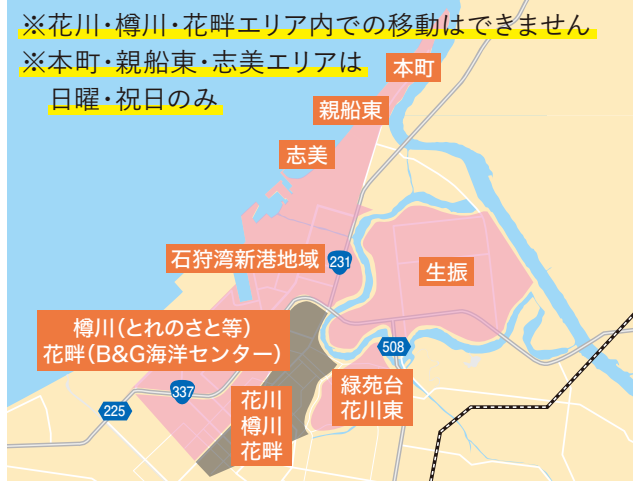 ※花川・樽川・花畔エリア内での移動はできません
※本町・親船東・志美エリアは
日曜・祝日のみ
本町
親船東
志美
石狩湾新港地域
231
生振
樽川(とれのさと等)
花畔(B&G海洋センター)
508
337
225
花川
樽川
花畔
緑苑台
花川東